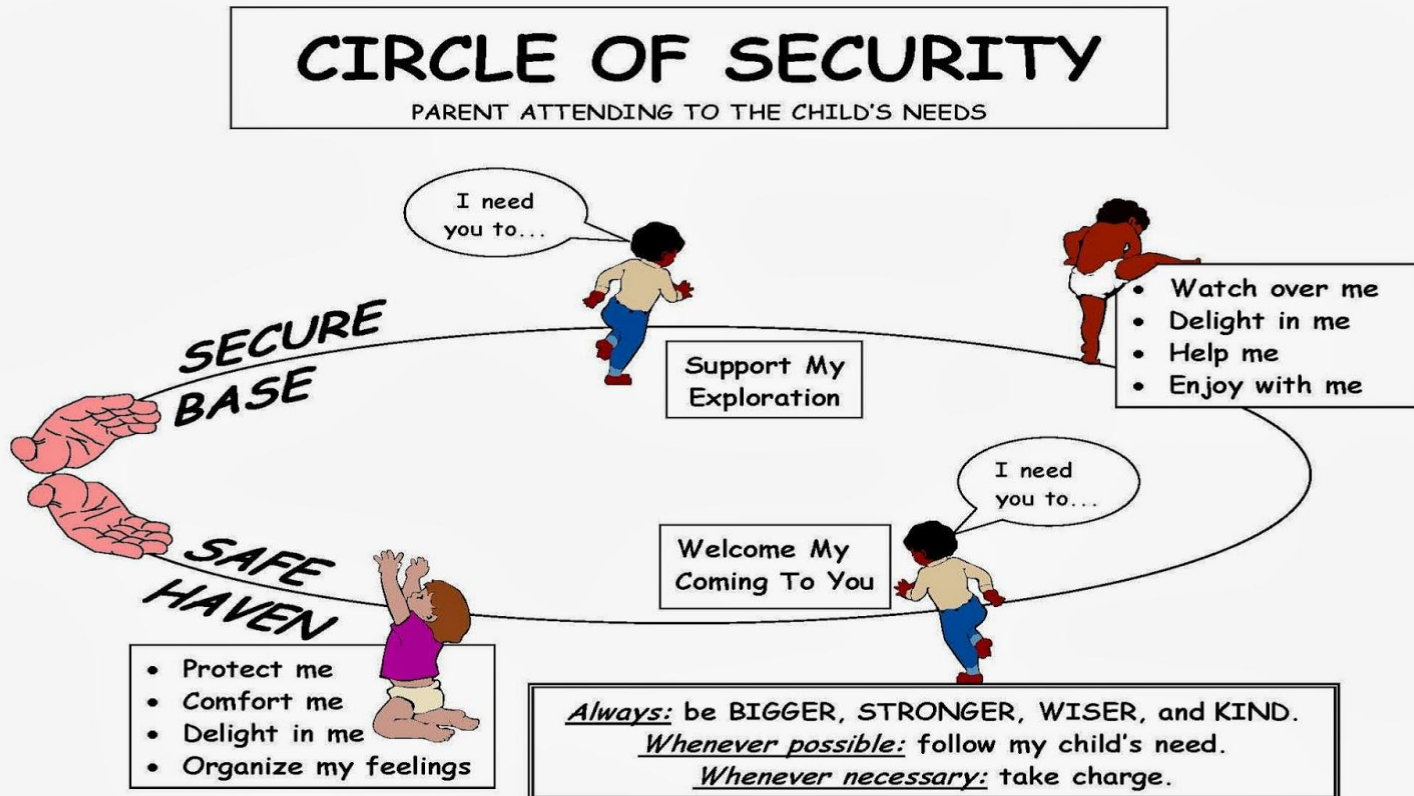 CIRCLE OF SECURITY
PARENT ATTENDING TO THE CHILD'S NEEDS
I need
you to...
SECURE
BASE
Support My
Exploration
• Watch over me
• Delight in me
• Help me
• Enjoy with me
I need
you to...
Welcome My
Coming To You
SAFE
HAVEN
• Protect me
• Comfort me
• Delight in me
• Organize my feelings
Always: be BIGGER, STRONGER, WISER, and KIND.
Whenever possible: follow my child's need.
Whenever necessary: take charge.